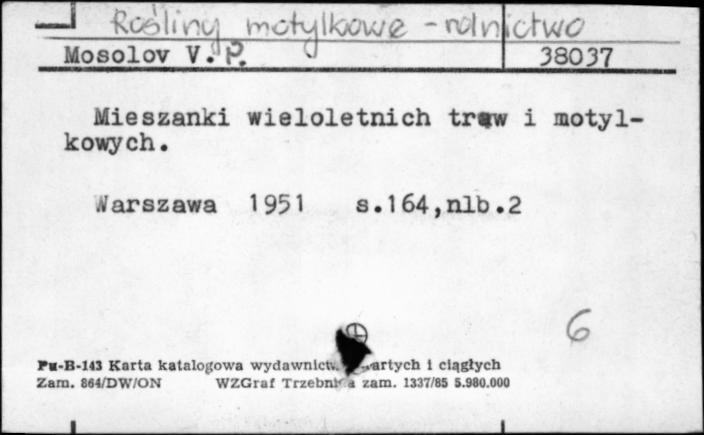 Rośliny motylkowe - rolnictwo
Mosolov V. P. 38037
Mieszanki wieloletnich traw i motyl-
kowych.
Warszawa 1951 s.164,nlb.2
6
Pu-B-143 Karta katalogowa wydawnictw artych i ciągłych
Zam. 864/DW/ON WZGraf Trzebnica zam. 1337/85 5.980.000